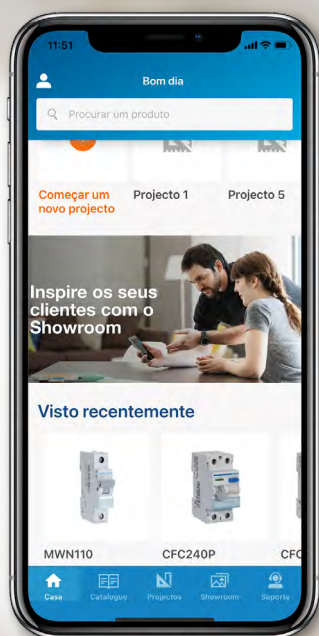 11:51
Bom dia
Procurar um produto
Começar um
novo projecto
Projecto 1
Projecto 5
Inspire os seus
clientes com o
Showroom
Visto recentemente
MWN110
CFC240P
CFC
Casa
Catalogue
Projectos
Showroom
Suporte